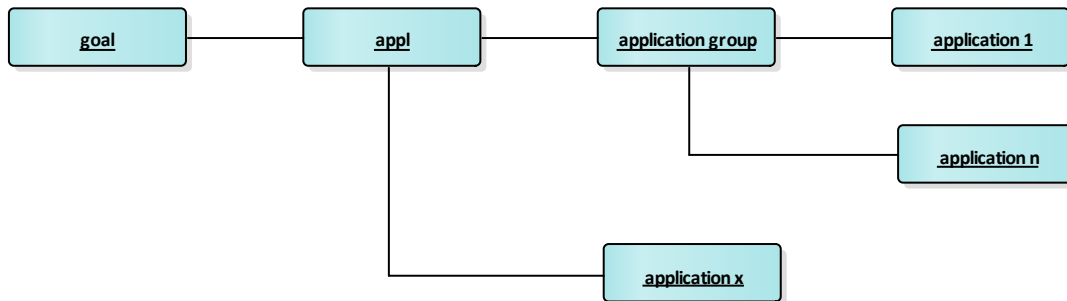 goal
appl
application group
application 1
application n
application x